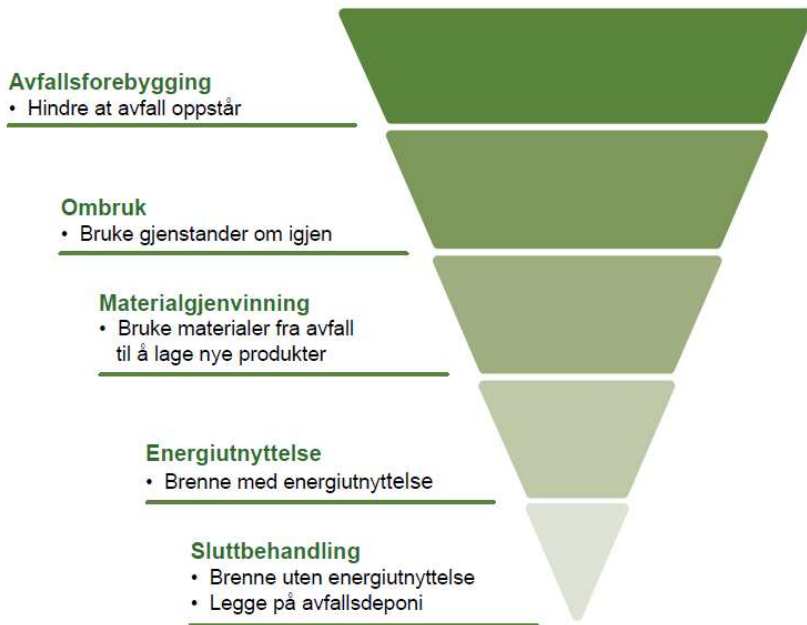 Avfallsforebygging
• Hindre at avfall oppstår
Ombruk
• Bruke gjenstander om igjen
Materialgjenvinning
• Bruke materialer fra avfall
til å lage nye produkter
Energiutnyttelse
• Brenne med energiutnyttelse
Sluttbehandling
• Brenne uten energiutnyttelse
• Legge på avfallsdeponi